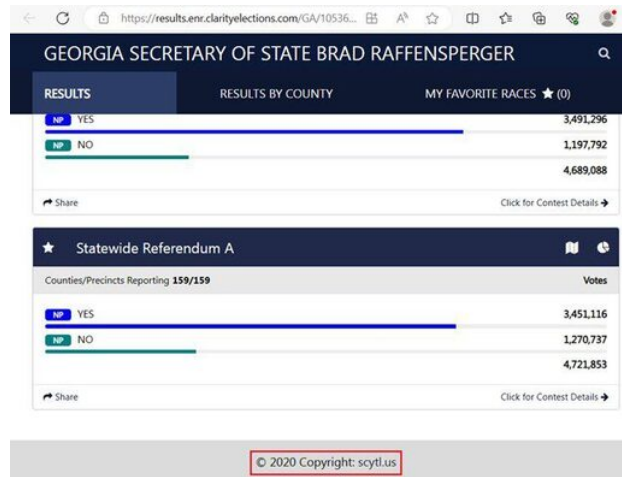 https://results.enr.clarityelections.com/GA/10536...
GEORGIA SECRETARY OF STATE BRAD RAFFENSPERGER
RESULTS RESULTS BY COUNTY MY FAVORITE RACES ★ (0)
NP YES 3,491,296
NP NO 1,197,792
4,689,088
Share Click for Contest Details
Statewide Referendum A
Counties/Precincts Reporting 159/159 Votes
NP YES 3,451,116
NP NO 1,270,737
4,721,853
Share Click for Contest Details
© 2020 Copyright: scytl.us